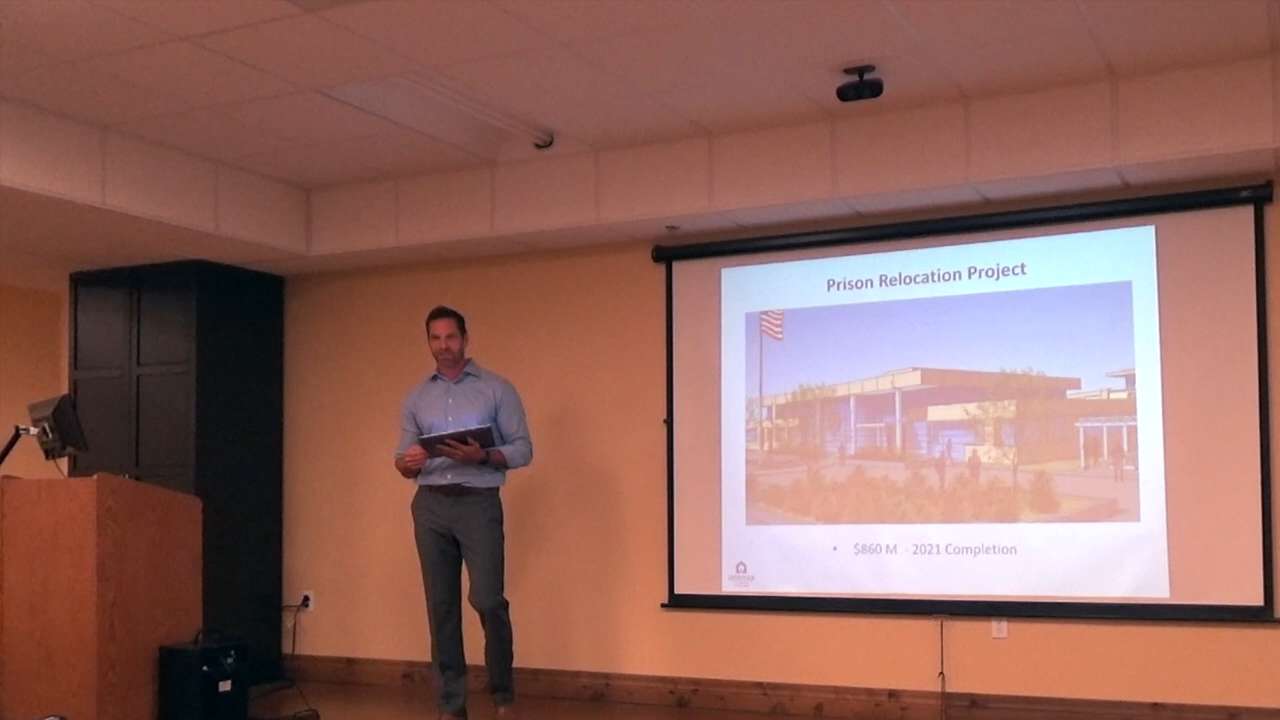 Prison Relocation Project
• $860 M - 2021 Completion